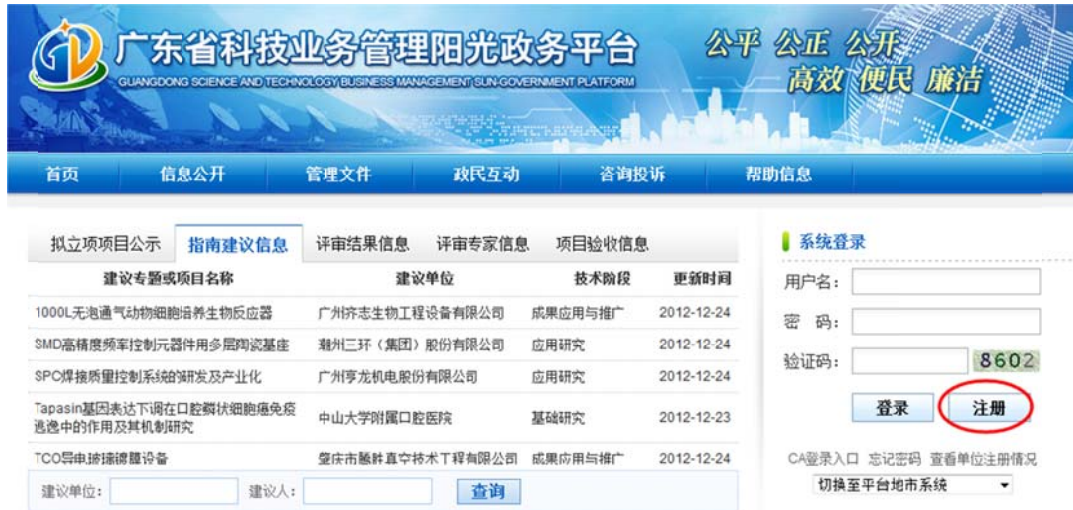 广东省科技业务管理阳光政务平台
GUANGDONG SCIENCE AND TECHNOLOGY BUSINESS MANAGEMENT SUN-GOVERNMENT PLATFORM
公平 公正 公开
高效 便民 廉洁
首页 信息公开 管理文件 政民互动 咨询投诉 帮助信息
拟立项项目公示 指南建议信息 评审结果信息 评审专家信息 项目验收信息
建议专题或项目名称 建议单位 技术阶段 更新时间
1000L无泡通气动物细胞培养生物反应器 广州齐志生物工程设备有限公司 成果应用与推广 2012-12-24
SMD高精度频率控制元器件用多层陶瓷基座 潮州三环（集团）股份有限公司 应用研究 2012-12-24
SPC焊接质量控制系统的研发及产业化 广州亨龙机电股份有限公司 应用研究 2012-12-24
Tapasin基因表达下调在口腔鳞状细胞癌免疫
逃逸中的作用及其机制研究 中山大学附属口腔医院 基础研究 2012-12-23
TCO导电玻璃镀膜设备 肇庆市腾胜真空技术工程有限公司 成果应用与推广 2012-12-24
建议单位： 建议人： 查询
系统登录
用户名：
密 码：
验证码： 8602
登录 注册
CA登录入口 忘记密码 查看单位注册情况
切换至平台地市系统